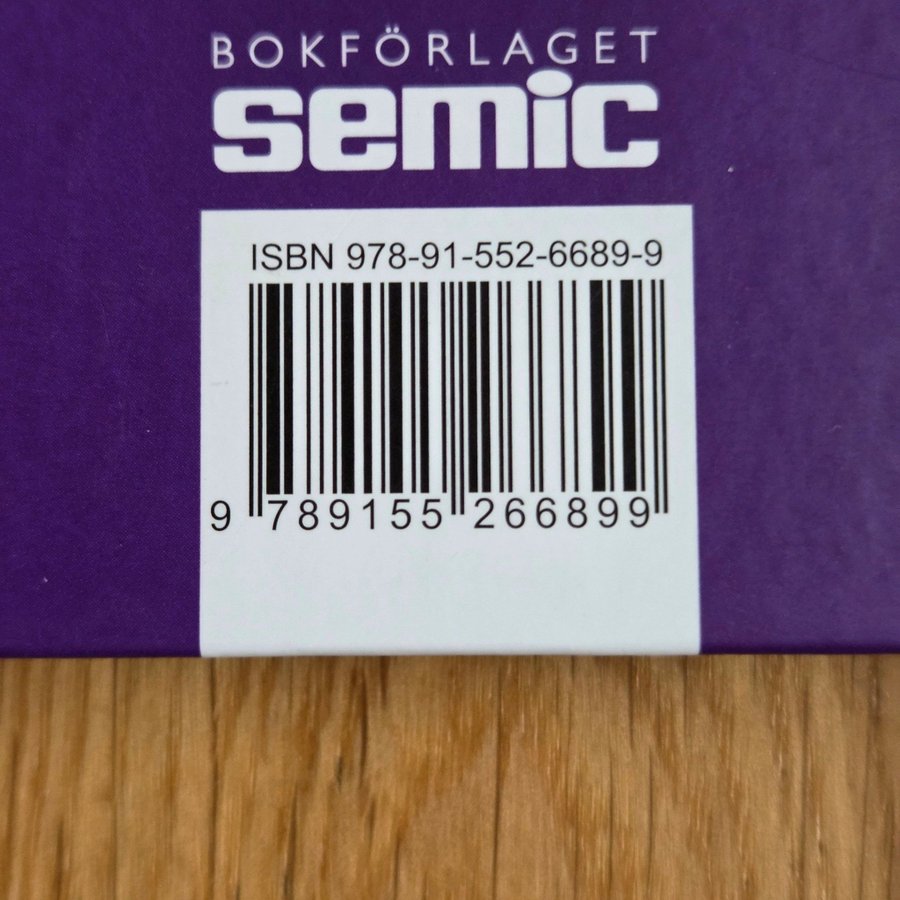 BOKFÖRLAGET
semic
ISBN 978-91-552-6689-9
9 789155 266899